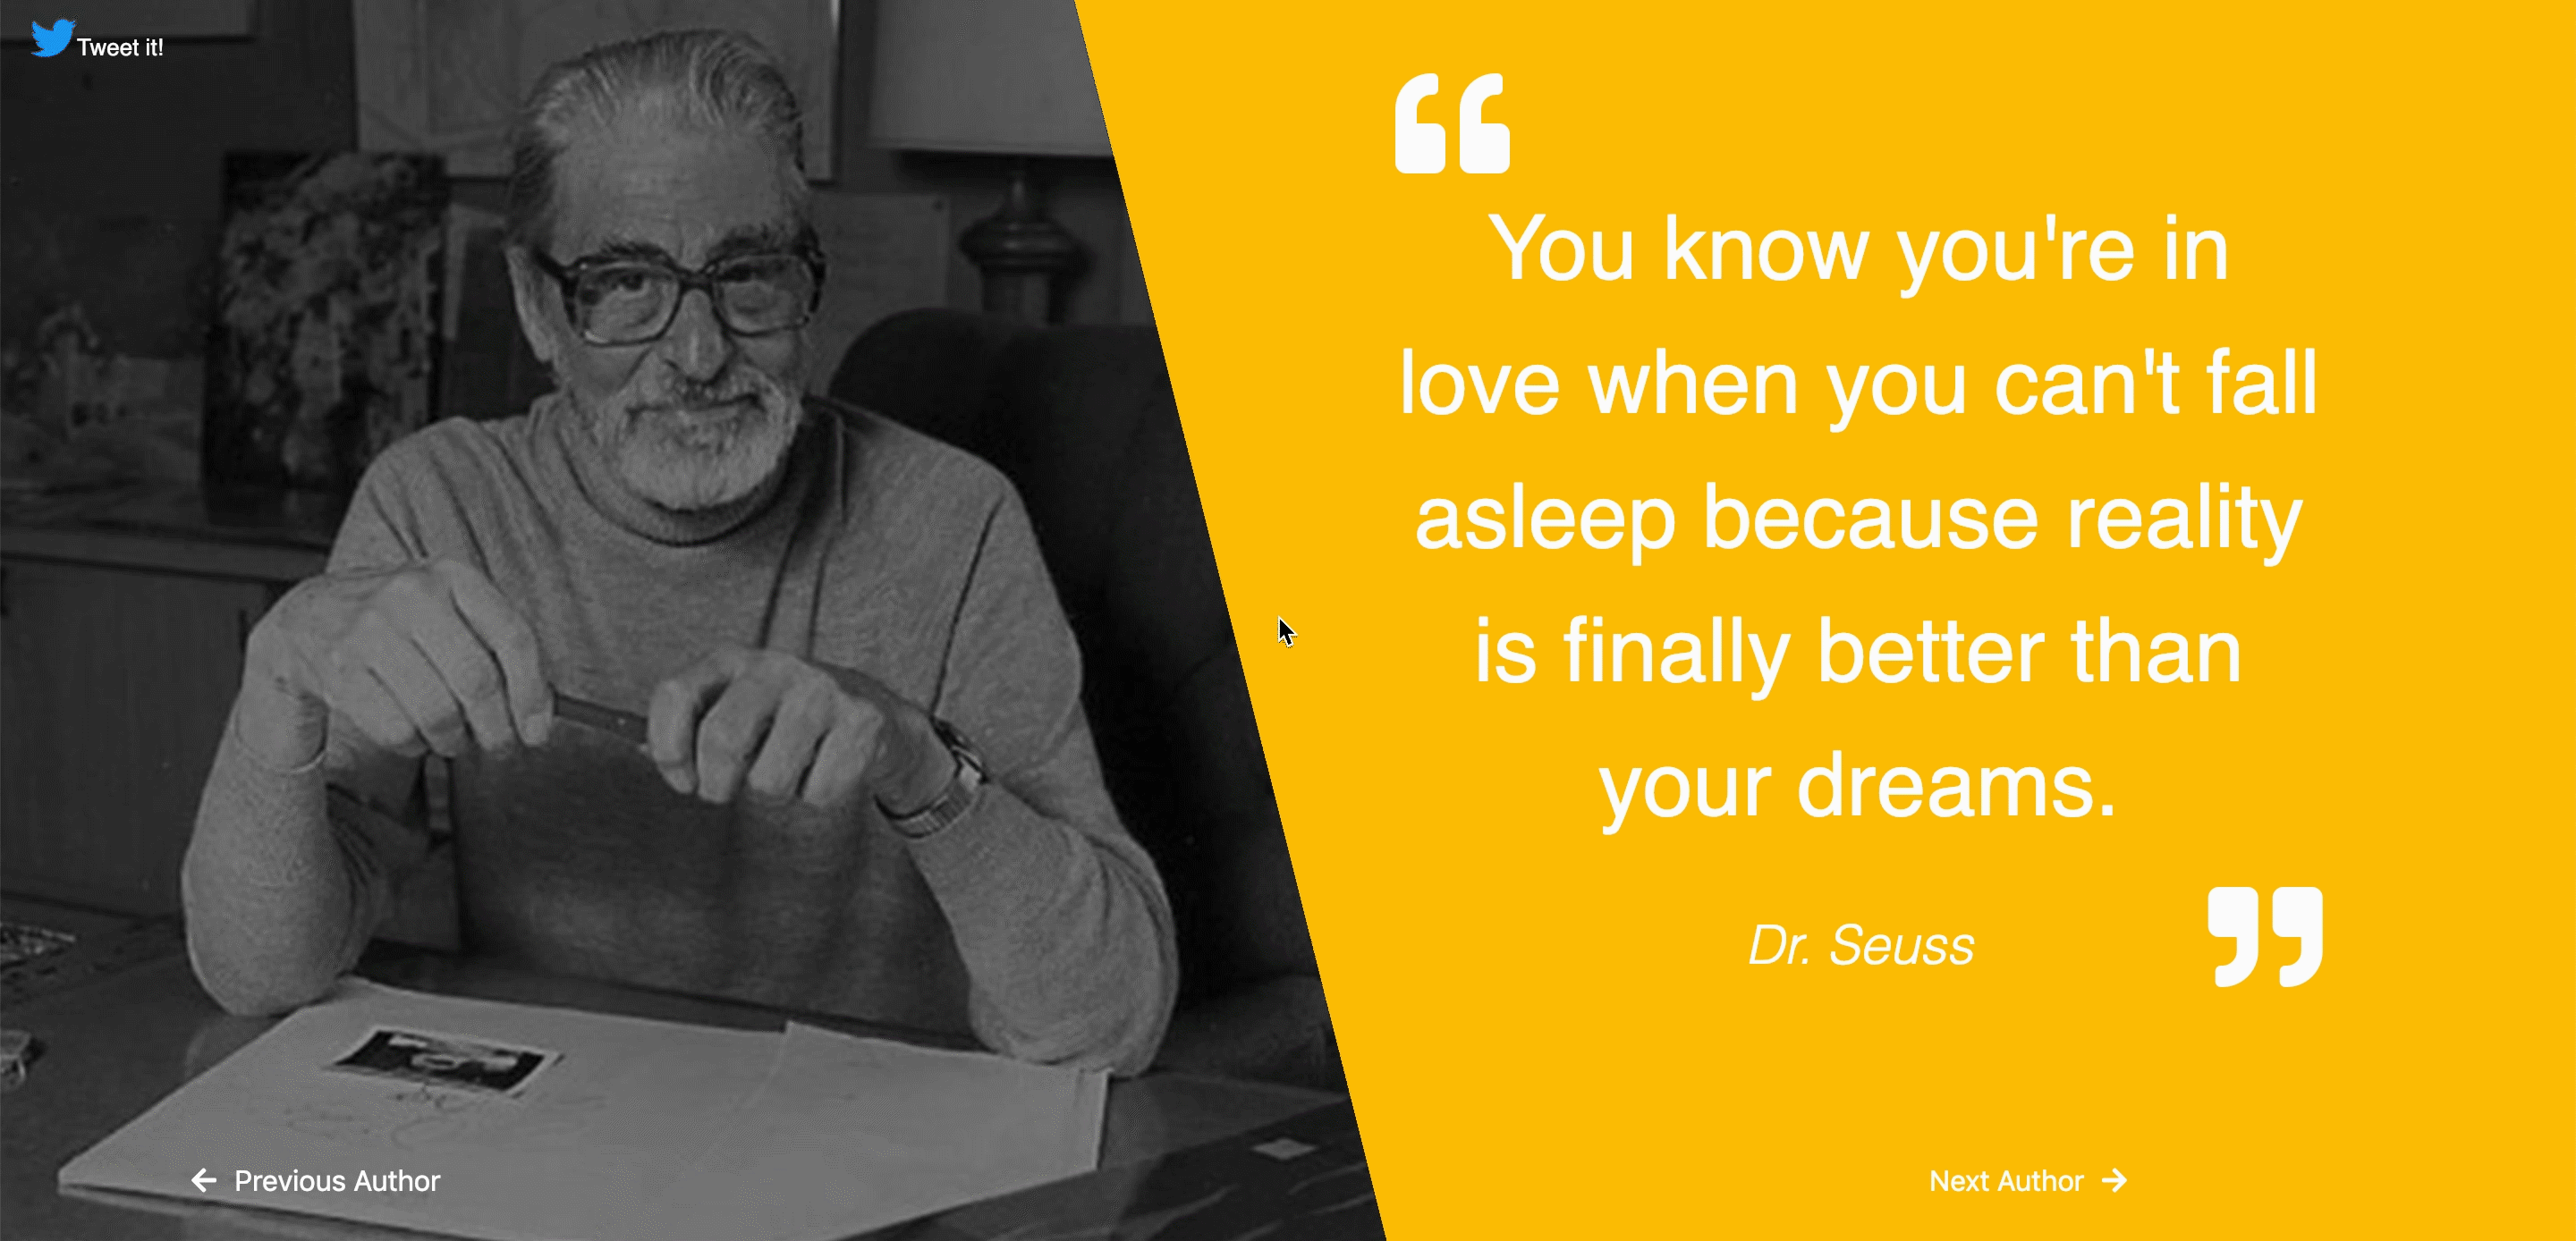 Tweet it!
“
You know you're in
love when you can't fall
asleep because reality
is finally better than
your dreams.
Dr. Seuss
”
Previous Author
Next Author